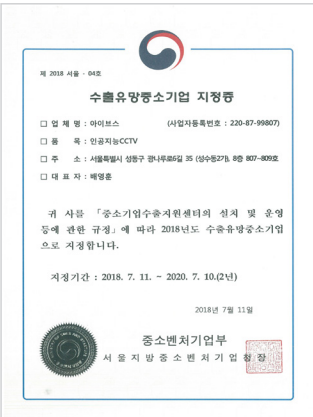 제 2018 서울 - 04호
수출유망중소기업 지정증
□ 업 체 명 : 아이브스 (사업자등록번호 : 220-87-99807)
□ 품 목 : 인공지능CCTV
□ 주 소 : 서울특별시 성동구 광나루로6길 35 (성수동2가), 8층 807~809호
□ 대 표 자 : 배영훈
귀 사를 「중소기업수출지원센터의 설치 및 운영
등에 관한 규정」에 따라 2018년도 수출유망중소기업
으로 지정합니다.
지정기간 : 2018. 7. 11. ~ 2020. 7. 10.(2년)
2018년 7월 11일
중소벤처기업부
서울지방중소벤처기업청장